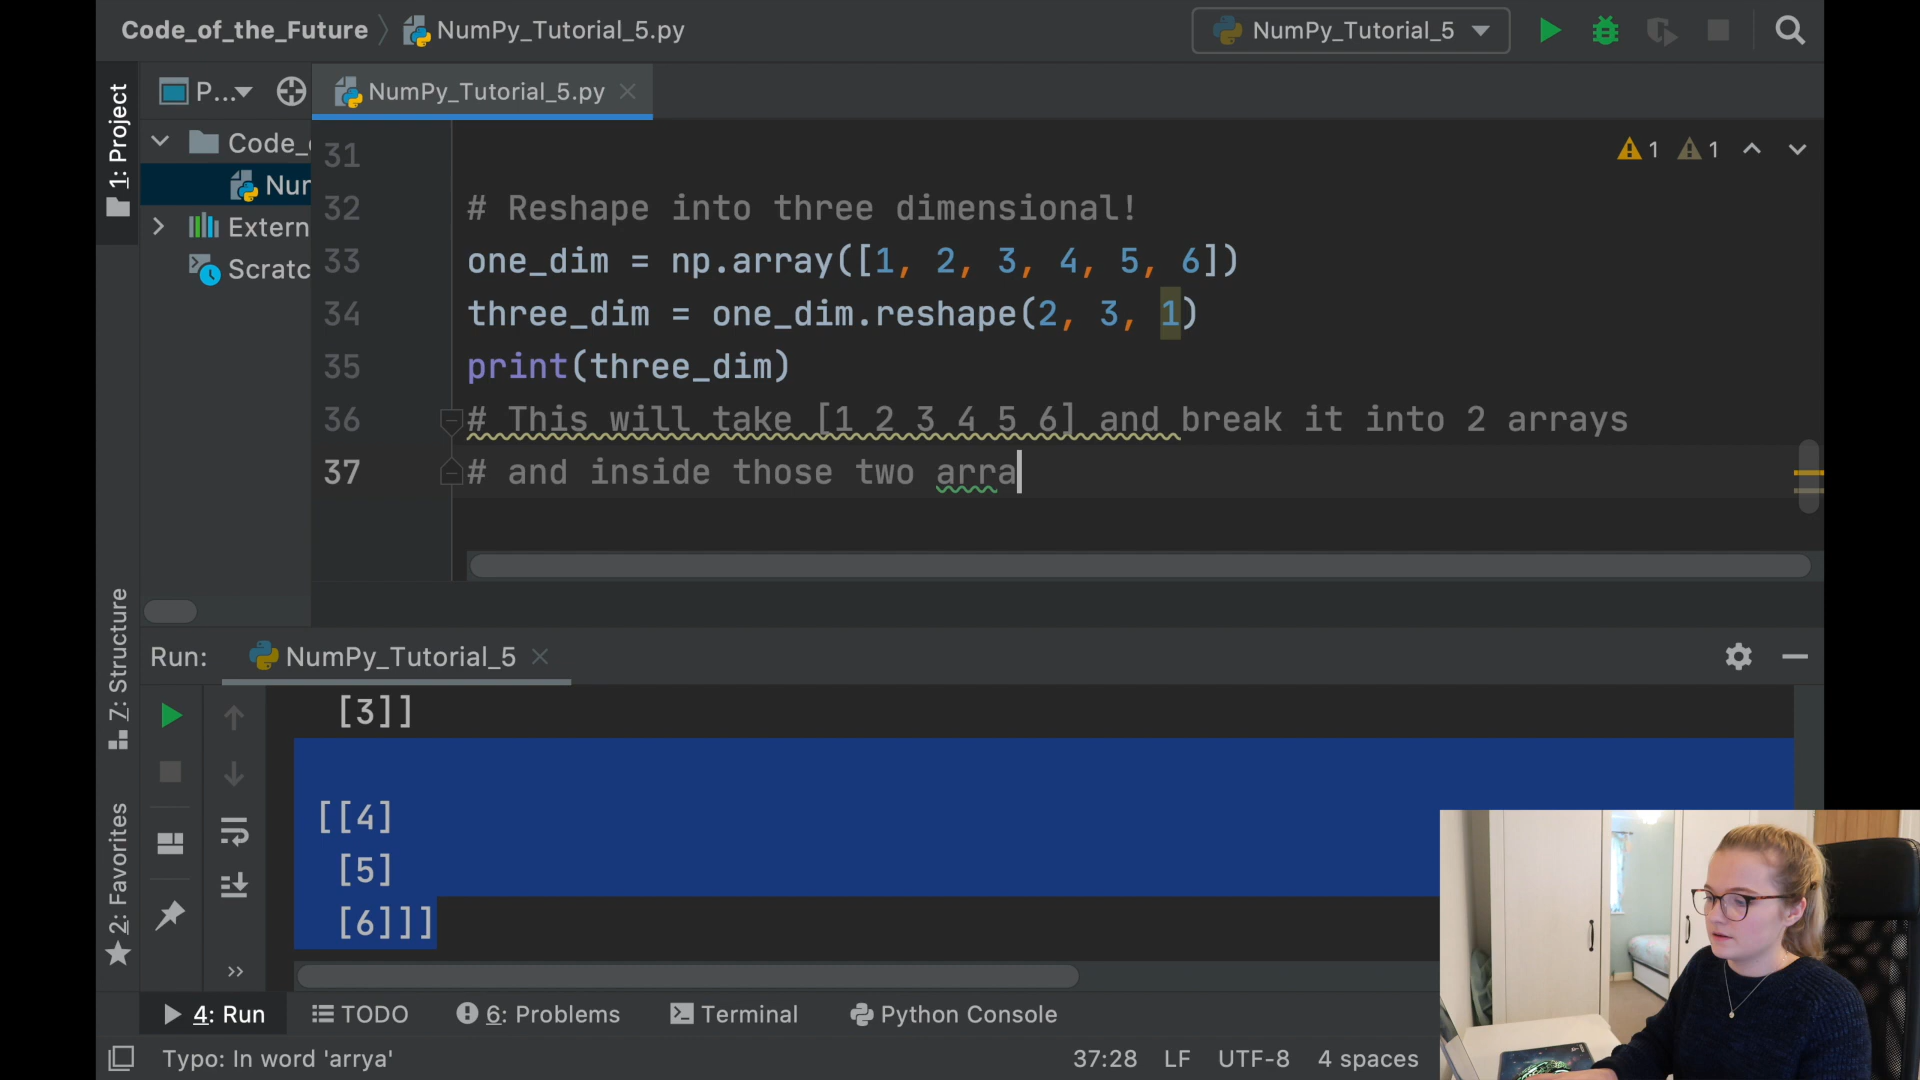 Code_of_the_Future
NumPy_Tutorial_5.py
NumPy_Tutorial_5
1: Project
P...
NumPy_Tutorial_5.py
Code_
Num
Extern
Scratc
1 1
31
32 # Reshape into three dimensional!
33 one_dim = np.array([1, 2, 3, 4, 5, 6])
34 three_dim = one_dim.reshape(2, 3, 1)
35 print(three_dim)
36 # This will take [1 2 3 4 5 6] and break it into 2 arrays
37 # and inside those two arra
7: Structure
2: Favorites
Run: NumPy_Tutorial_5
[3]]
[[4]
[5]
[6]]]
4: Run
TODO
6: Problems
Terminal
Python Console
Typo: In word 'arrya'
37:28 LF UTF-8 4 spaces